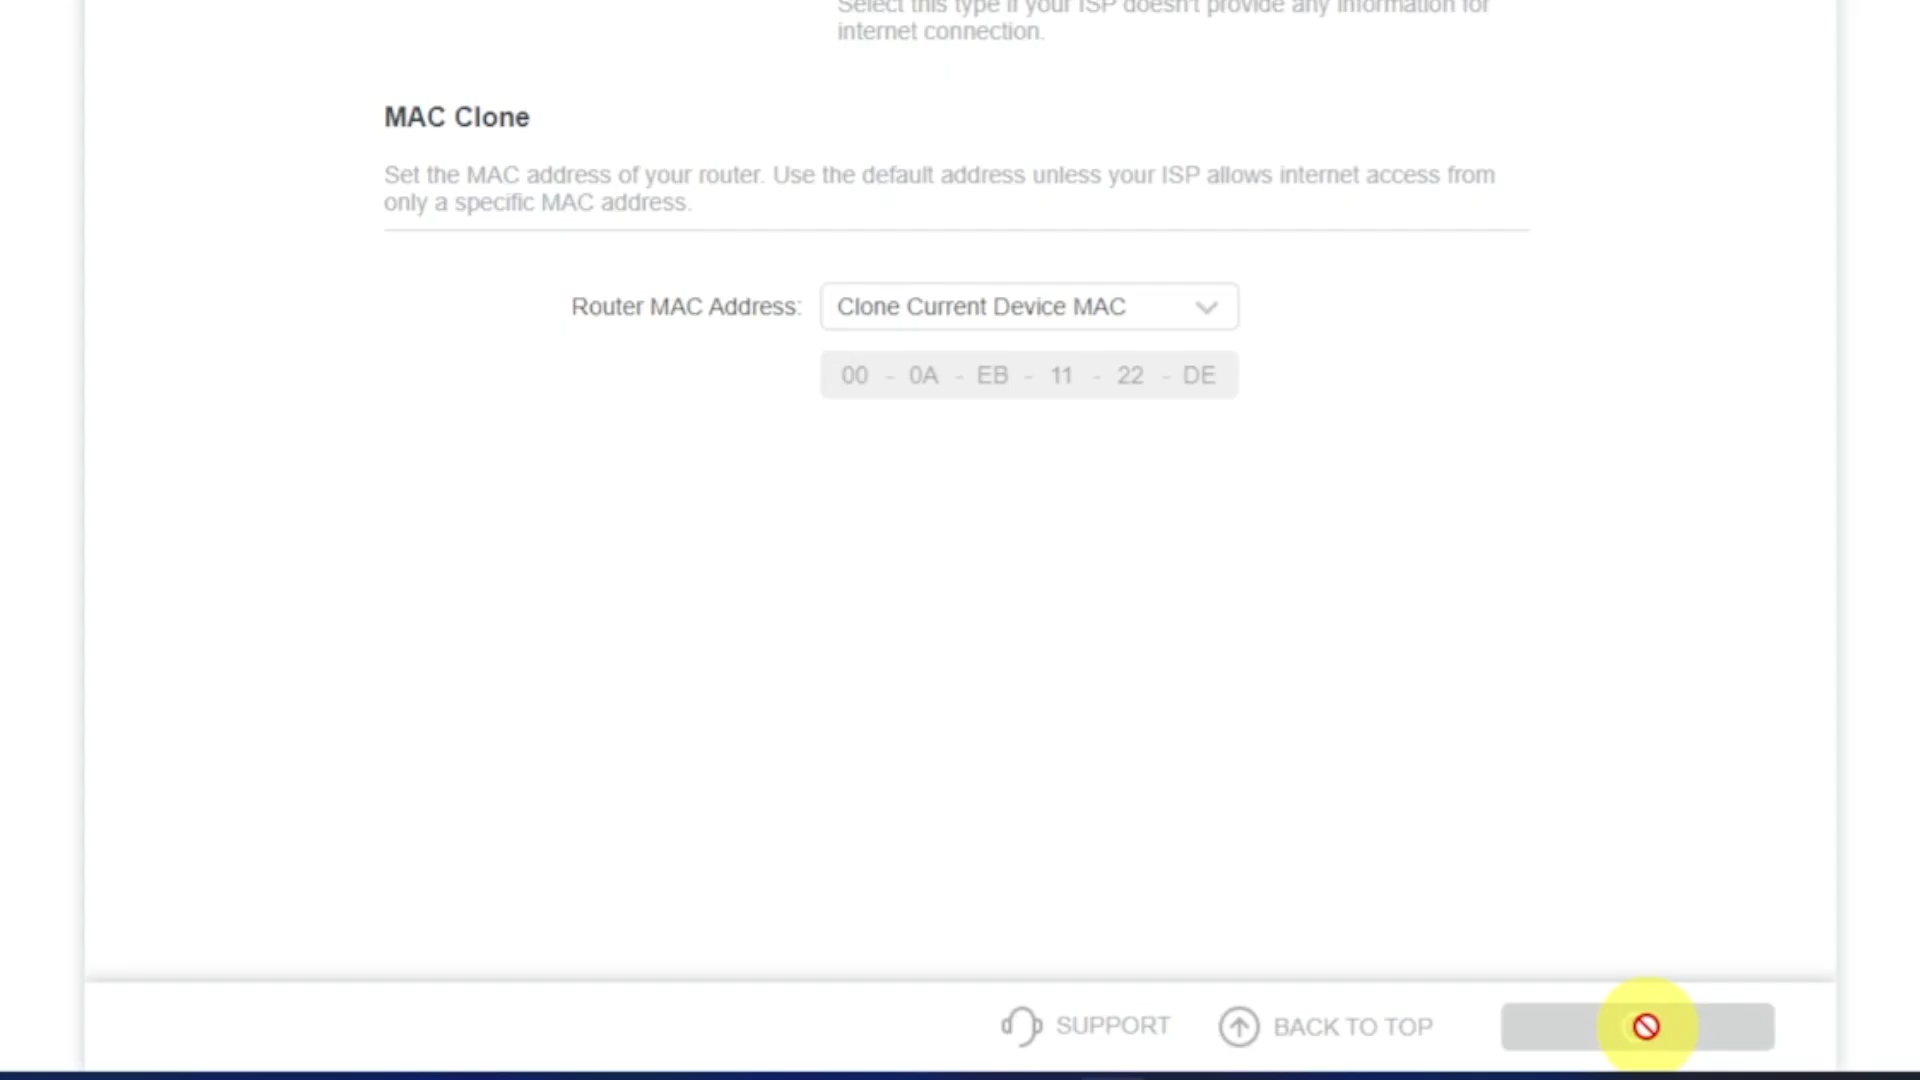 Select this type if your ISP doesn't provide any information for
internet connection.
MAC Clone
Set the MAC address of your router. Use the default address unless your ISP allows internet access from
only a specific MAC address.
Router MAC Address: Clone Current Device MAC
00 - 0A - EB - 11 - 22 - DE
SUPPORT BACK TO TOP